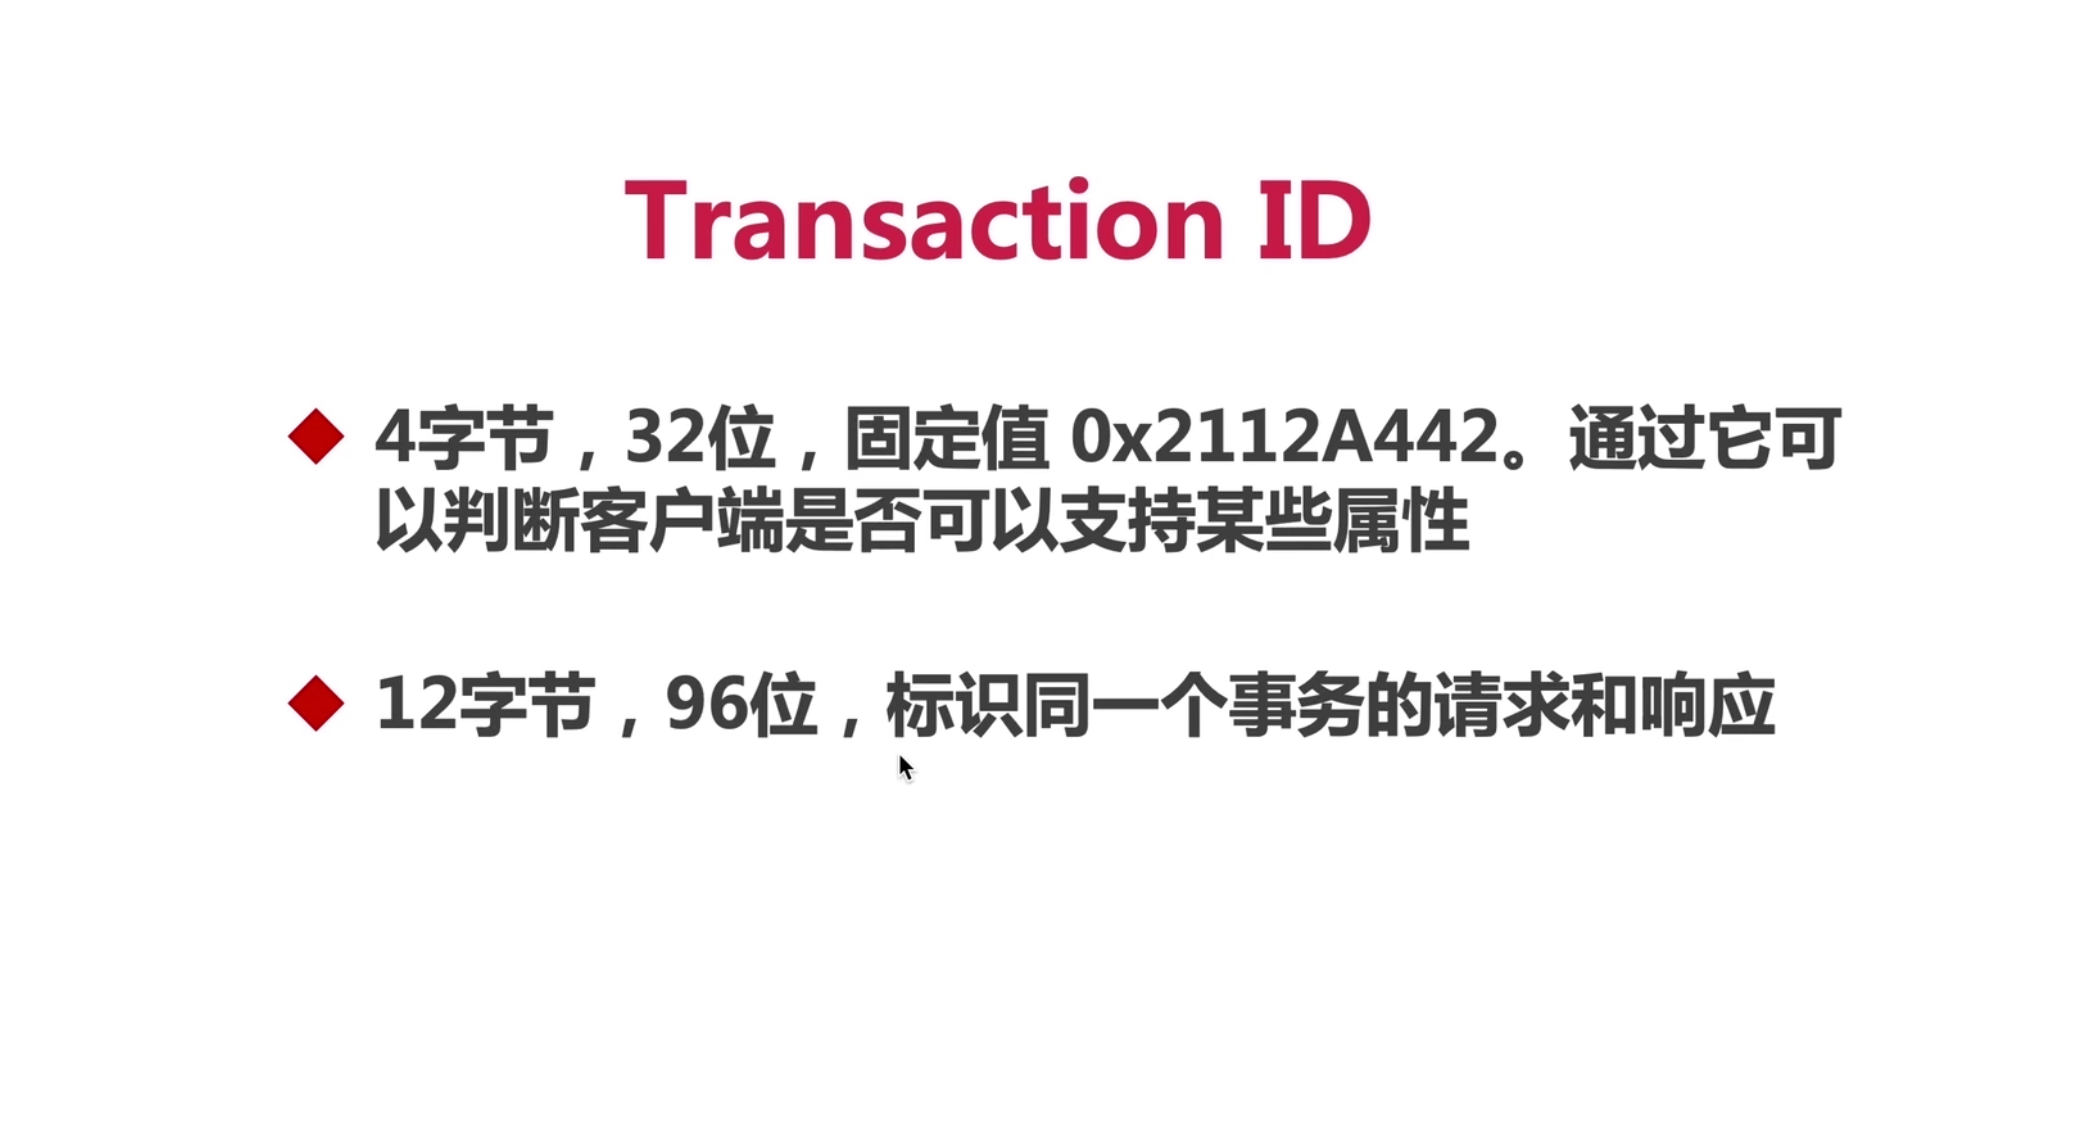 Transaction ID
4字节，32位，固定值 0x2112A442。通过它可
以判断客户端是否可以支持某些属性
12字节，96位，标识同一个事务的请求和响应